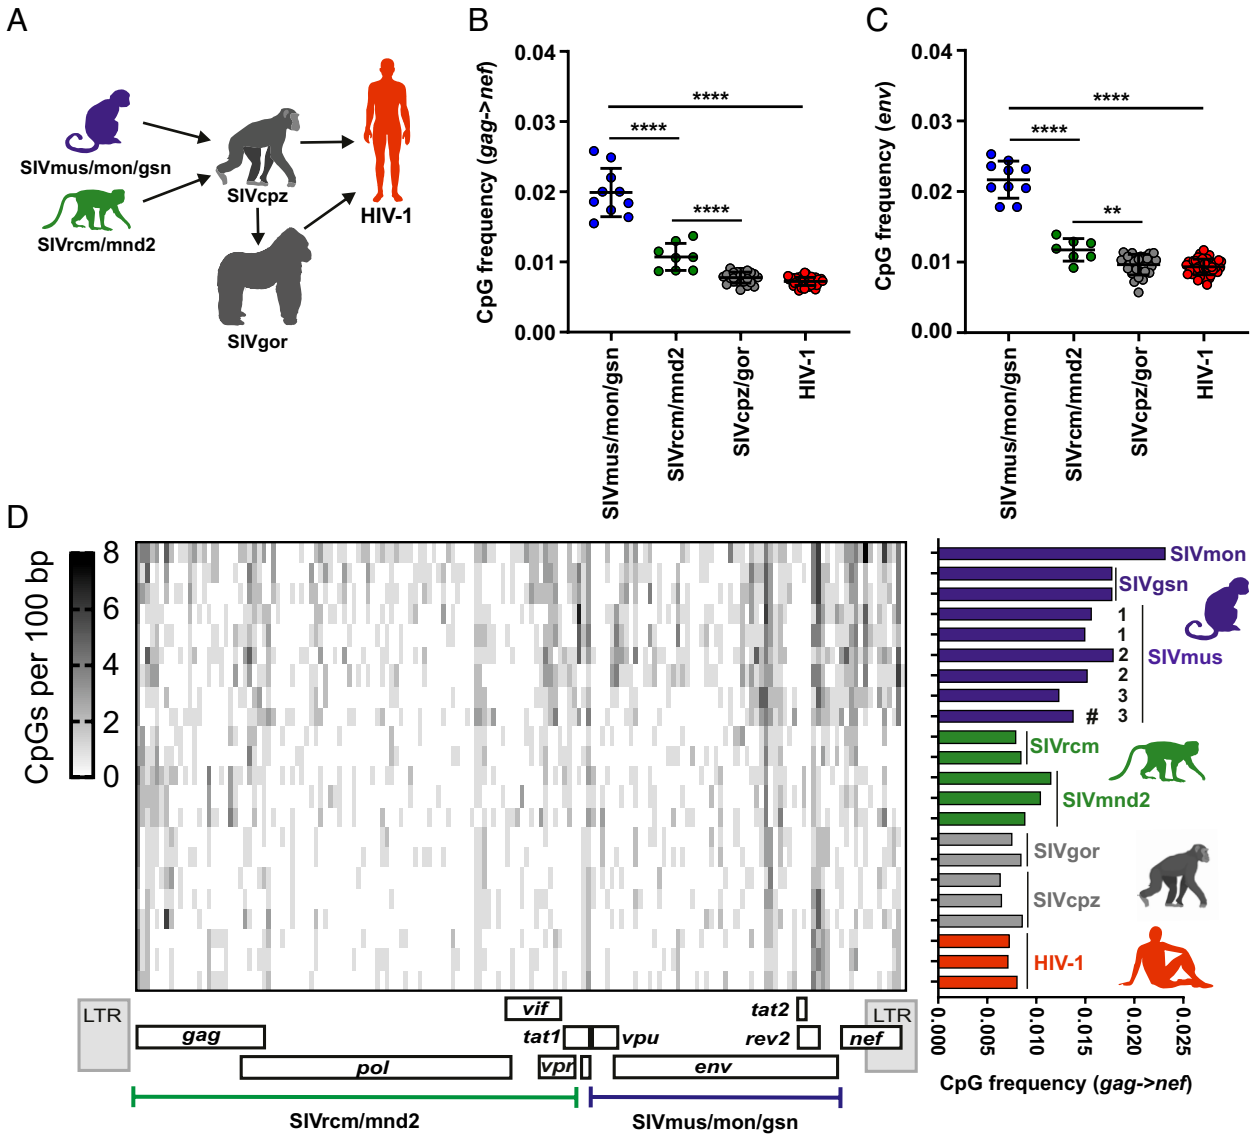 A
SIVmus/mon/gsn
SIVrcm/mnd2
SIVcpz
SIVgor
HIV-1
B
CpG frequency (gag->nef)
0.04
0.03
0.02
0.01
0.00
****
****
****
SIVmus/mon/gsn
SIVrcm/mnd2
SIVcpz/gor
HIV-1
C
CpG frequency (env)
0.04
0.03
0.02
0.01
0.00
****
****
**
SIVmus/mon/gsn
SIVrcm/mnd2
SIVcpz/gor
HIV-1
D
CpGs per 100 bp
8
6
4
2
0
SIVmon
SIVgsn
1
1
2
2
3
# 3
SIVmus
SIVrcm
SIVmnd2
SIVgor
SIVcpz
HIV-1
0.000
0.005
0.010
0.015
0.020
0.025
CpG frequency (gag->nef)
LTR
gag
pol
vif
vpr
tat1
vpu
env
tat2
rev2
nef
LTR
SIVrcm/mnd2
SIVmus/mon/gsn